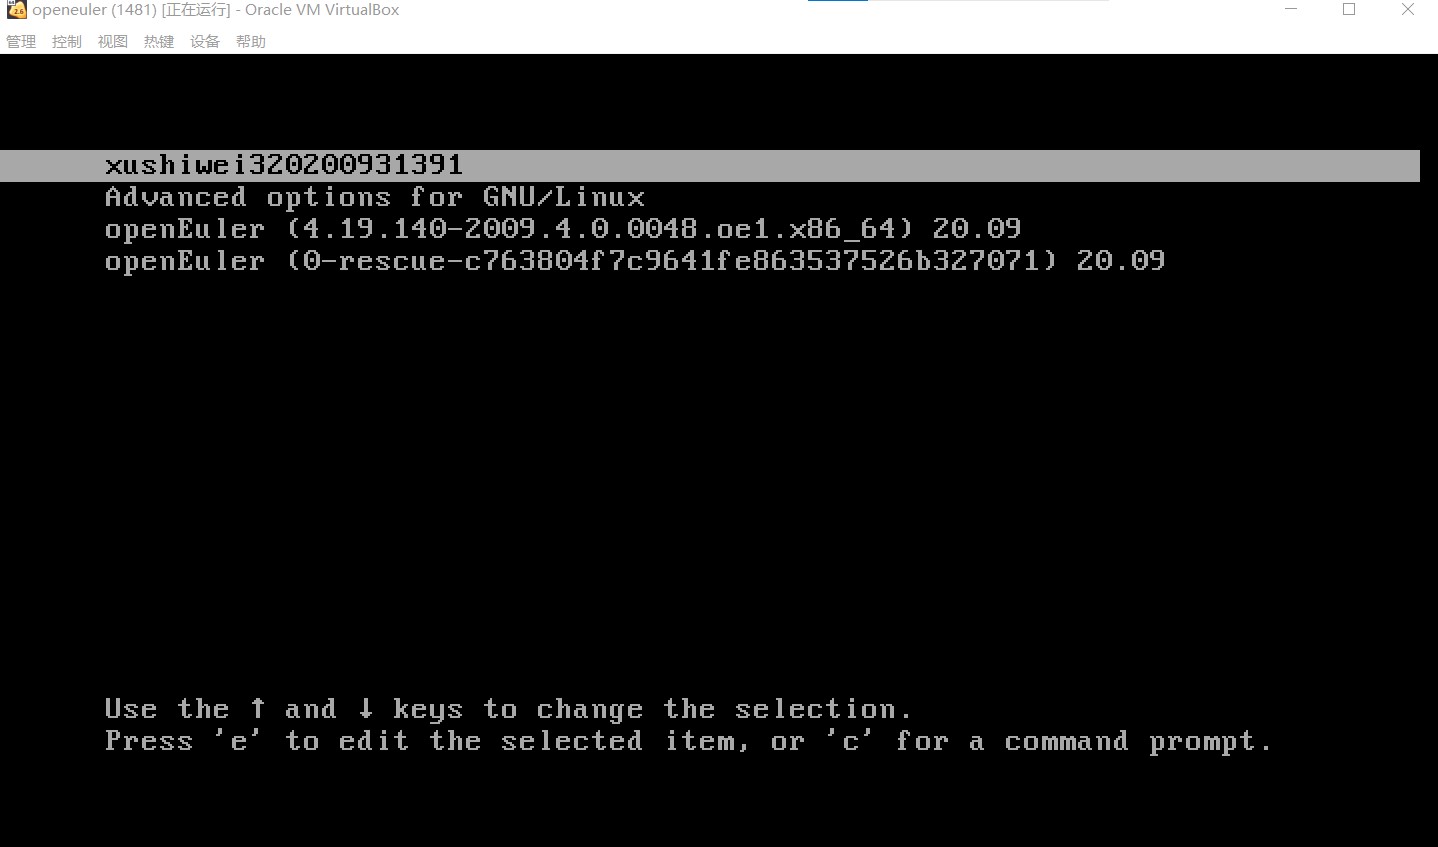 openeuler (1481) [正在运行] - Oracle VM VirtualBox
管理 控制 视图 热键 设备 帮助
xushiwei320200931391
Advanced options for GNU/Linux
openEuler (4.19.140-2009.4.0.0048.oe1.x86_64) 20.09
openEuler (0-rescue-c763804f7c9641fe863537526b327071) 20.09
Use the ↑ and ↓ keys to change the selection.
Press 'e' to edit the selected item, or 'c' for a command prompt.